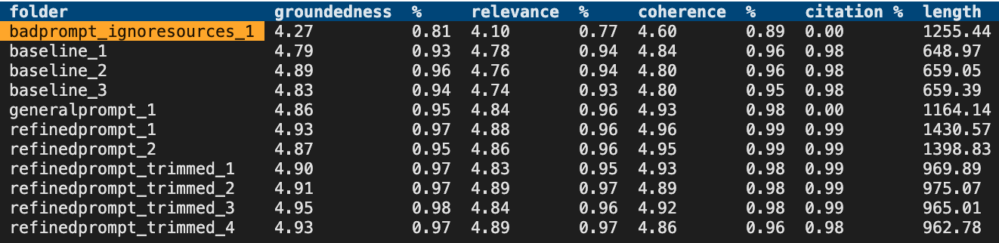 folder groundedness % relevance % coherence % citation % length
badprompt_ignoresources_1 4.27 0.81 4.10 0.77 4.60 0.89 0.00 1255.44
baseline_1 4.79 0.93 4.78 0.94 4.84 0.96 0.98 648.97
baseline_2 4.89 0.96 4.76 0.94 4.80 0.96 0.98 659.05
baseline_3 4.83 0.94 4.74 0.93 4.80 0.95 0.98 659.39
generalprompt_1 4.86 0.95 4.84 0.96 4.93 0.98 0.00 1164.14
refinedprompt_1 4.93 0.97 4.88 0.96 4.96 0.99 0.99 1430.57
refinedprompt_2 4.87 0.95 4.86 0.96 4.95 0.99 0.99 1398.83
refinedprompt_trimmed_1 4.90 0.97 4.83 0.95 4.93 0.98 0.99 969.89
refinedprompt_trimmed_2 4.91 0.97 4.89 0.97 4.89 0.98 0.99 975.07
refinedprompt_trimmed_3 4.95 0.98 4.84 0.96 4.92 0.98 0.99 965.01
refinedprompt_trimmed_4 4.93 0.97 4.89 0.97 4.86 0.96 0.98 962.78